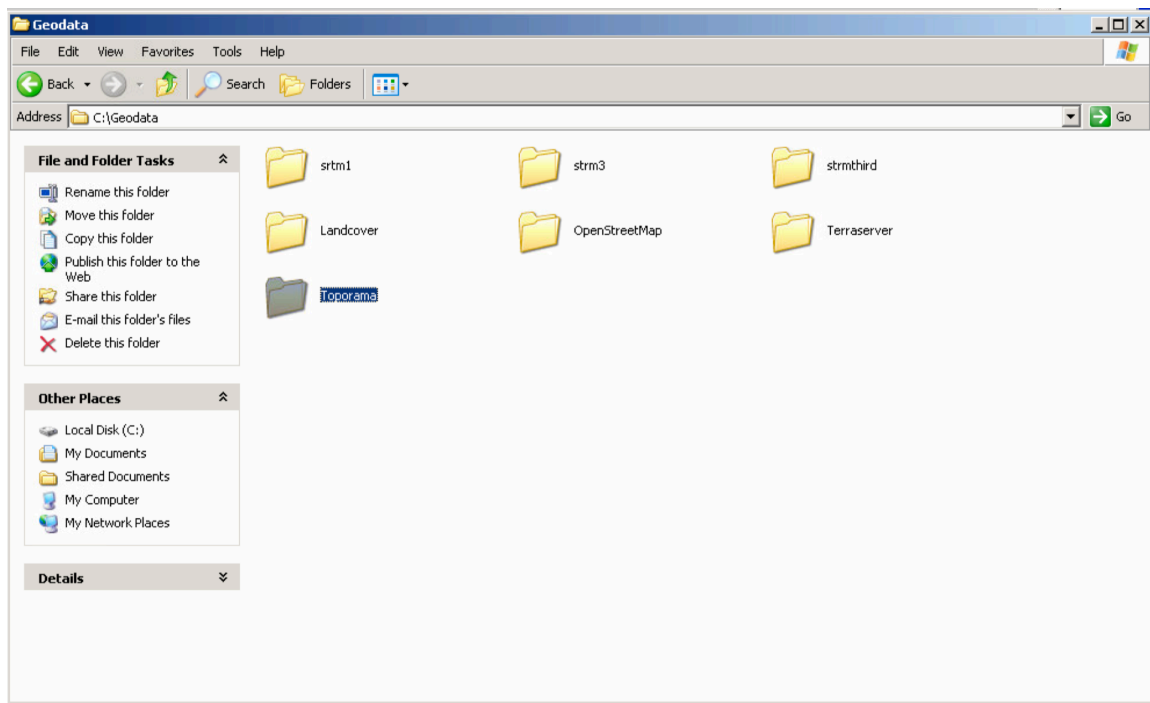 Geodata
File Edit View Favorites Tools Help
Back Search Folders
Address C:\Geodata Go
File and Folder Tasks
Rename this folder
Move this folder
Copy this folder
Publish this folder to the
Web
Share this folder
E-mail this folder's files
Delete this folder
Other Places
Local Disk (C:)
My Documents
Shared Documents
My Computer
My Network Places
Details
srtm1 strm3 strmthird
Landcover OpenStreetMap Terraserver
Toporama